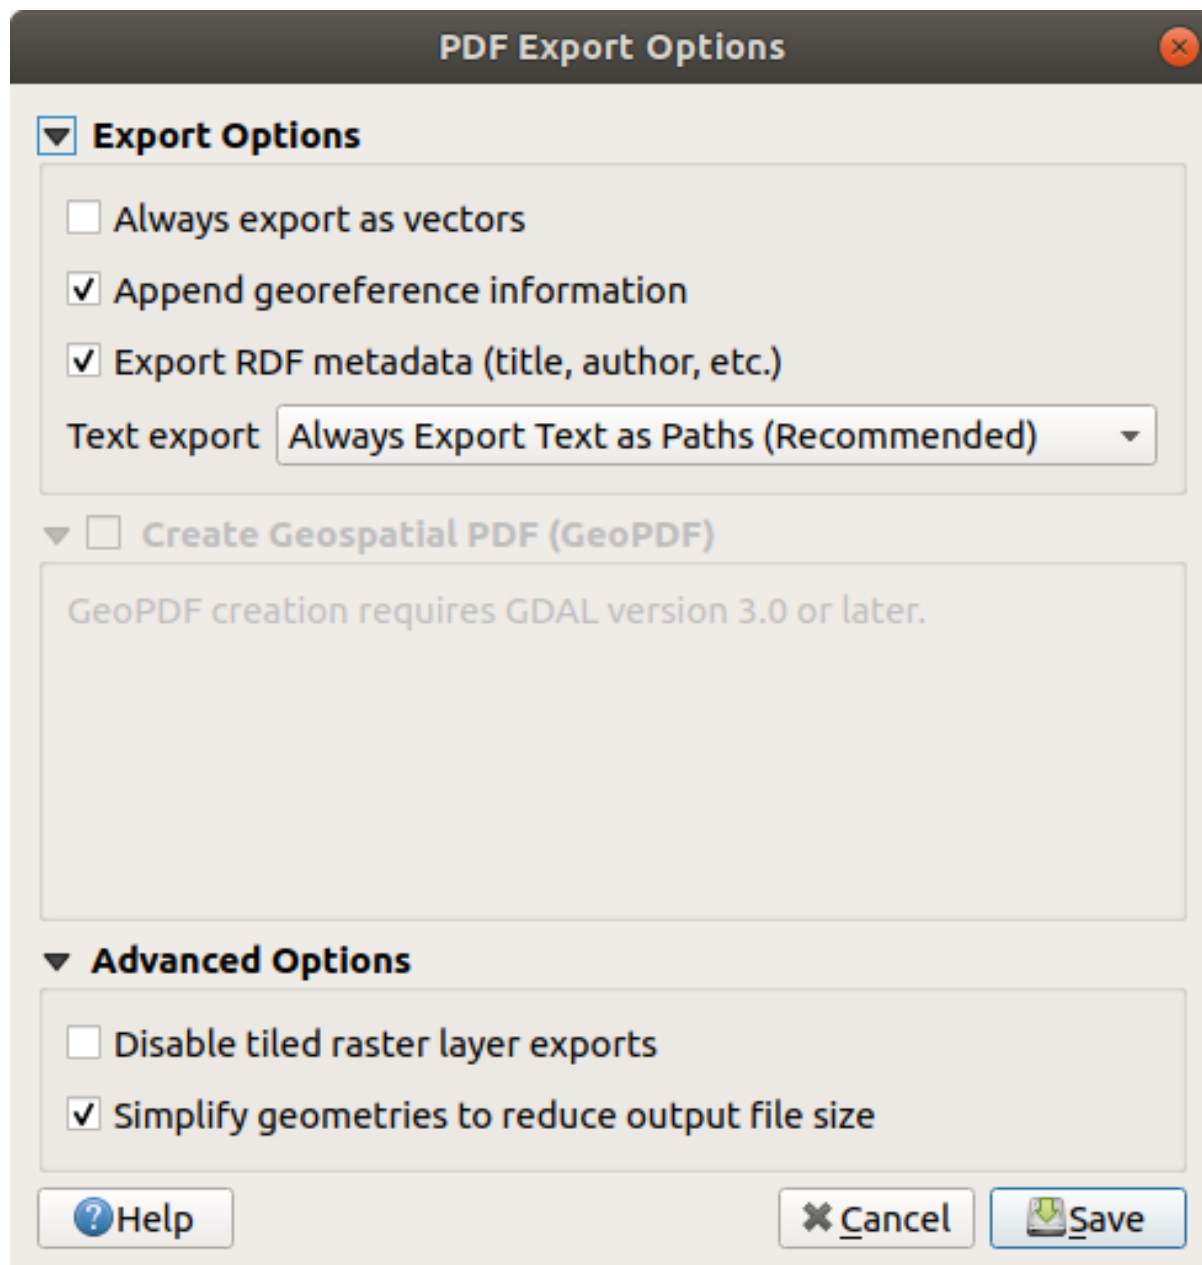 PDF Export Options
Export Options
Always export as vectors
Append georeference information
Export RDF metadata (title, author, etc.)
Text export Always Export Text as Paths (Recommended)
Create Geospatial PDF (GeoPDF)
GeoPDF creation requires GDAL version 3.0 or later.
Advanced Options
Disable tiled raster layer exports
Simplify geometries to reduce output file size
Help Cancel Save